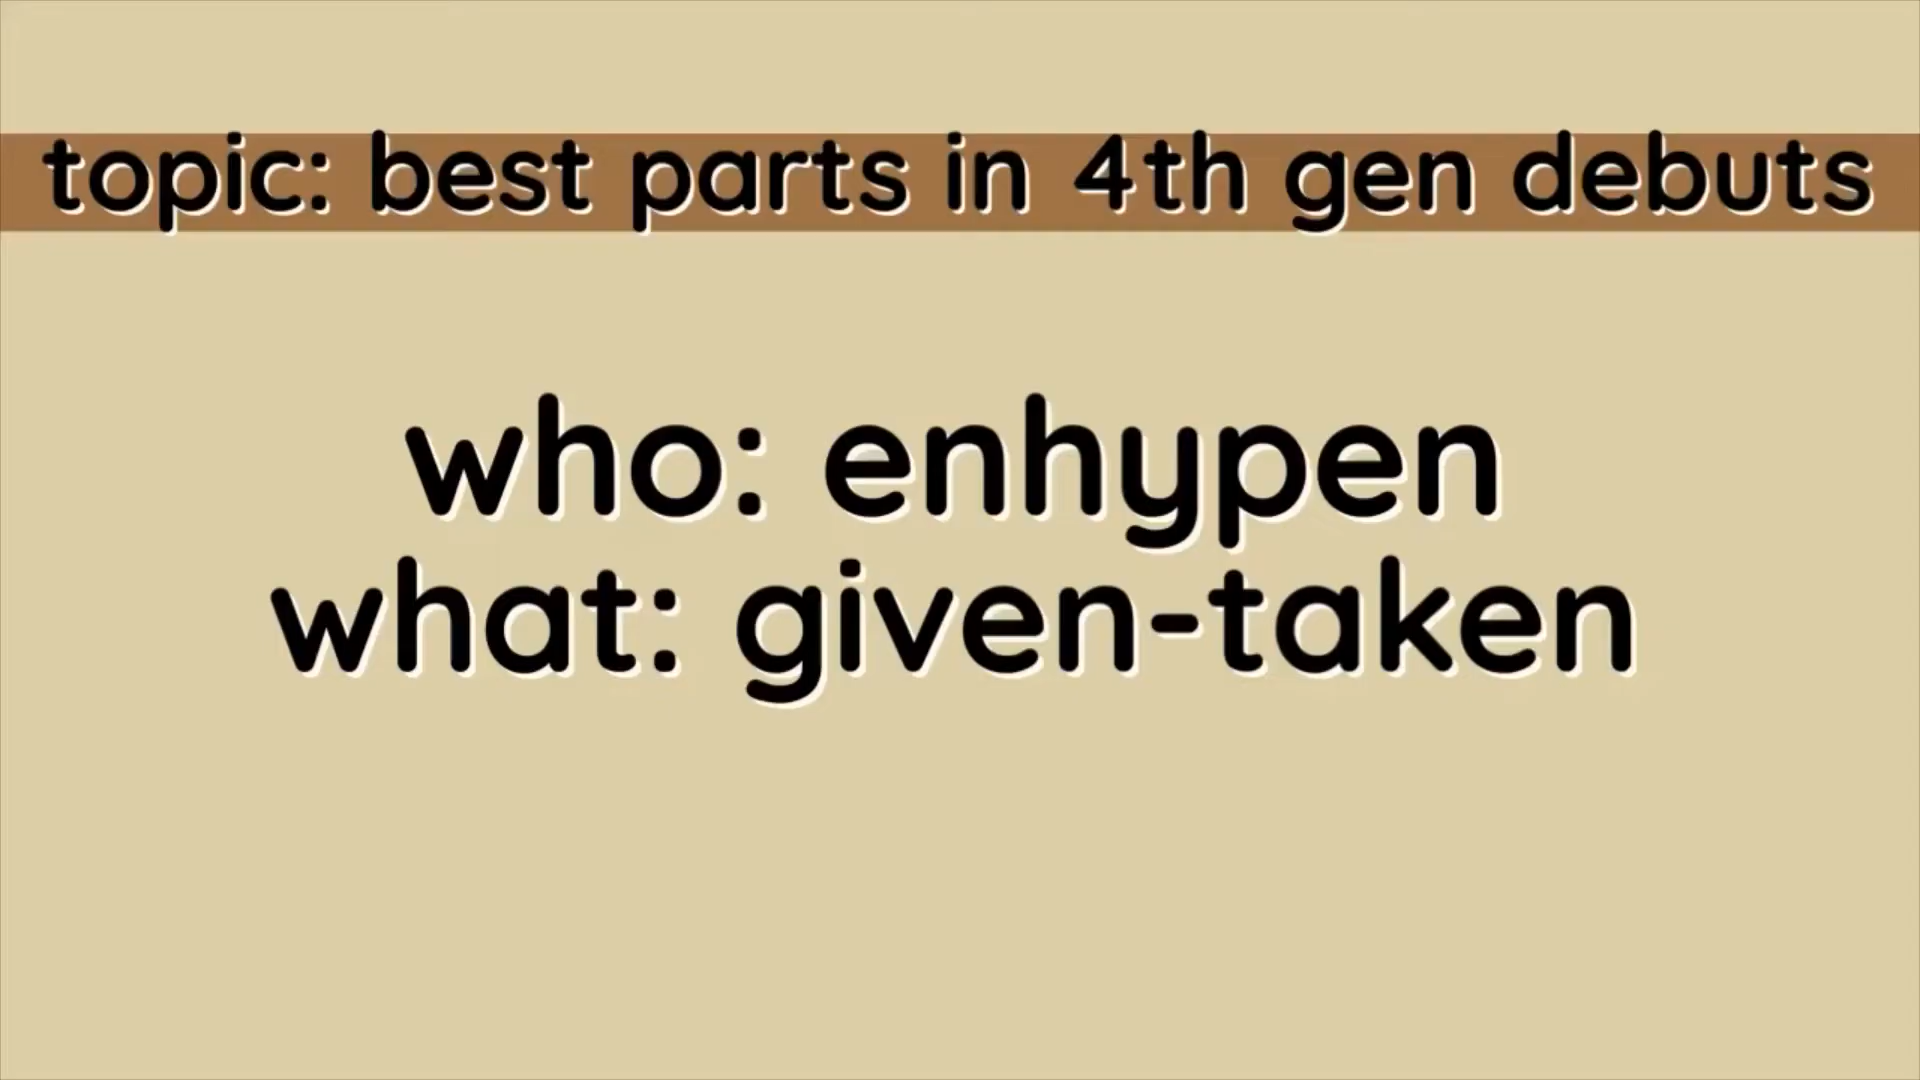 topic: best parts in 4th gen debuts
who: enhypen
what: given-taken